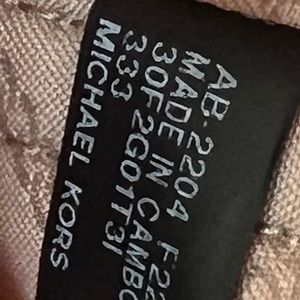 AB-2204 F22
MADE IN CAMBO
30F2G01T3I
333
MICHAEL KORS